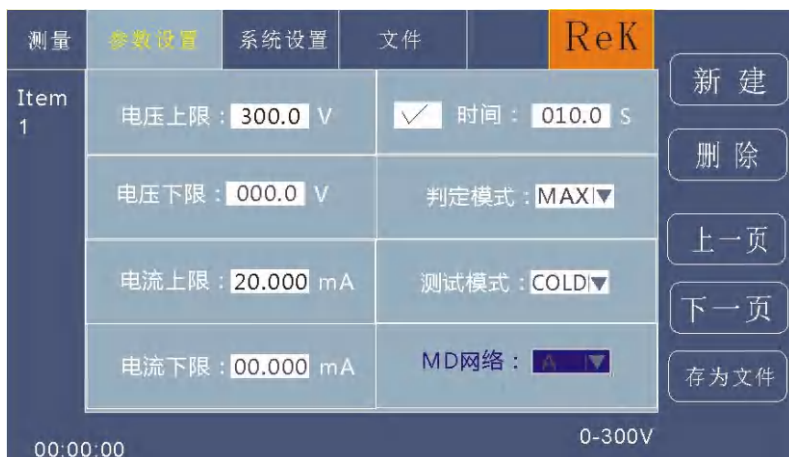 测量 参数设置 系统设置 文件 ReK
Item
1
电压上限：300.0 V
✓ 时间：010.0 S
电压下限：000.0 V
判定模式：MAX
电流上限：20.000 mA
测试模式：COLD
电流下限：00.000 mA
MD网络：A
新 建
删 除
上一页
下一页
存为文件
00:00:00
0-300V